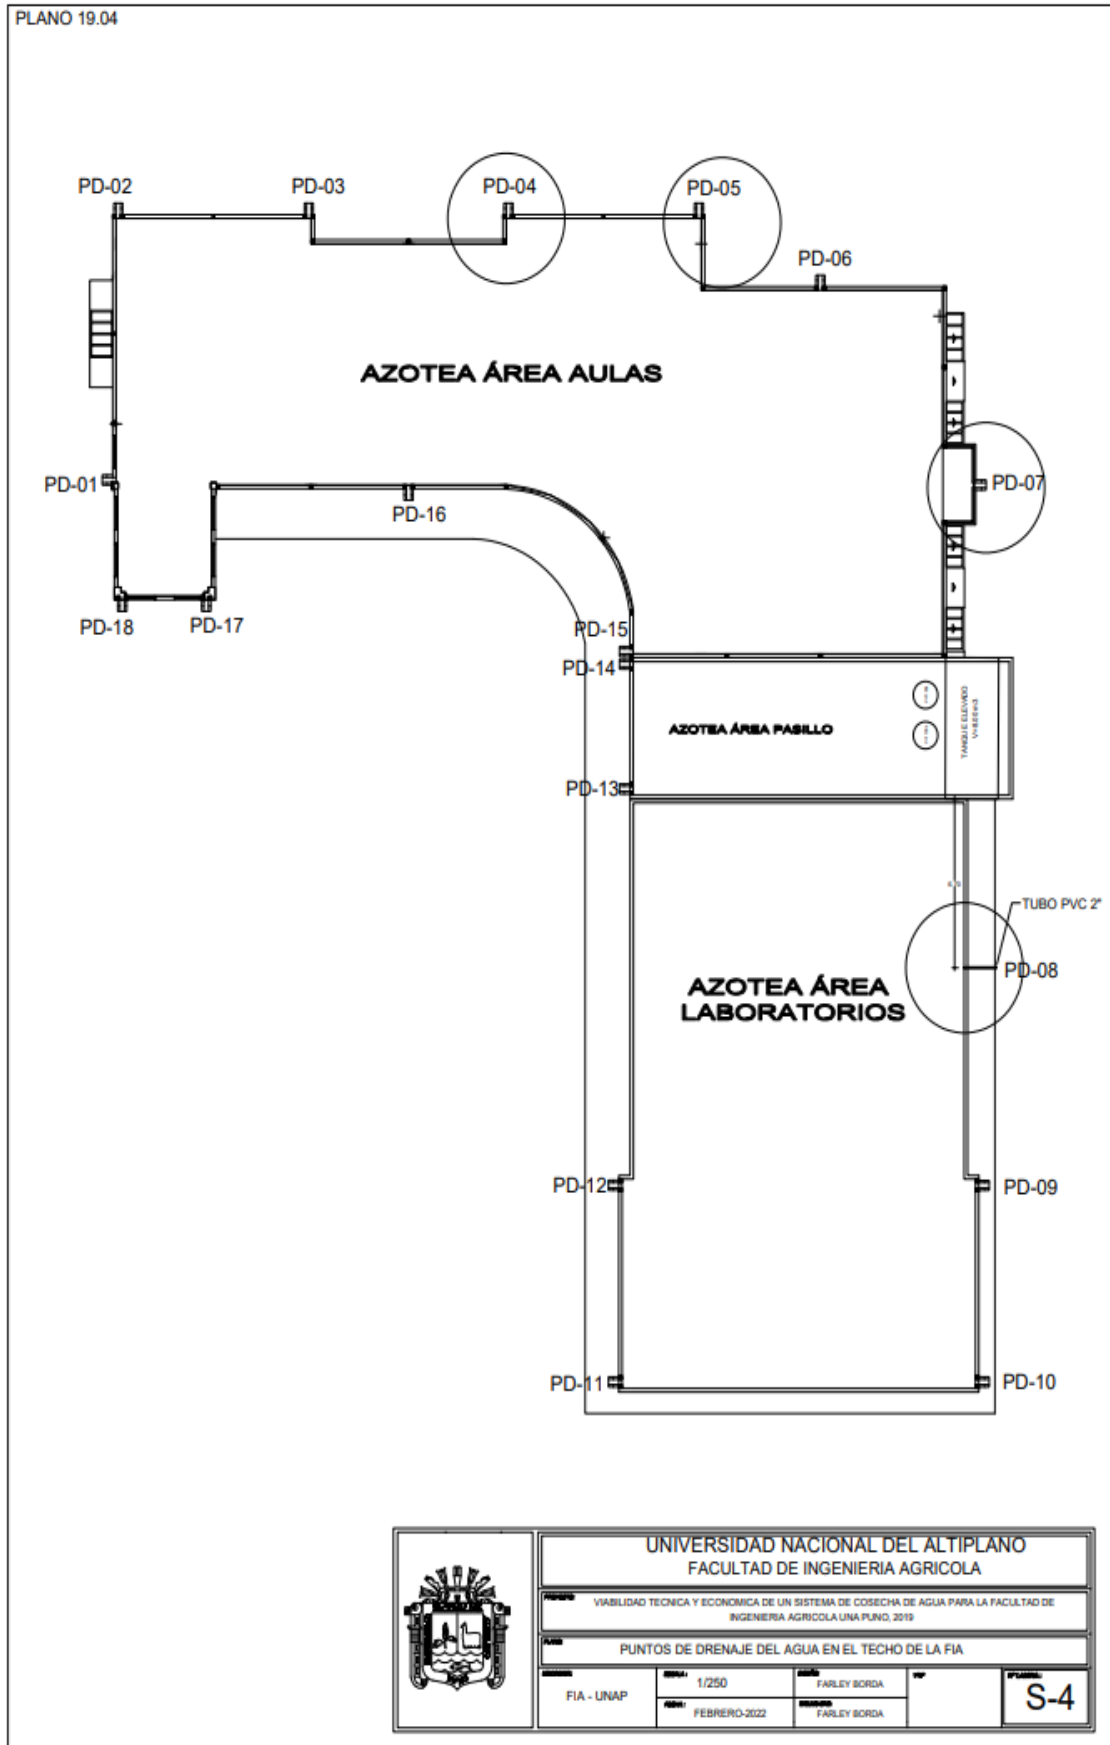 PLANO 19.04
PD-02
PD-03
PD-04
PD-05
PD-06
AZOTEA ÁREA AULAS
PD-01
PD-16
PD-07
PD-18
PD-17
PD-15
PD-14
AZOTEA ÁREA PASILLO
TANQUE ELEVADO
PD-13
TUBO PVC 2"
PD-08
AZOTEA ÁREA
LABORATORIOS
PD-12
PD-09
PD-11
PD-10
UNIVERSIDAD NACIONAL DEL ALTIPLANO
FACULTAD DE INGENIERIA AGRICOLA
VIABILIDAD TECNICA Y ECONOMICA DE UN SISTEMA DE COSECHA DE AGUA PARA LA FACULTAD DE
INGENIERIA AGRICOLA UNA PUNO, 2019
PUNTOS DE DRENAJE DEL AGUA EN EL TECHO DE LA FIA
FIA - UNAP
1/250
FARLEY BORDA
FEBRERO-2022
FARLEY BORDA
S-4